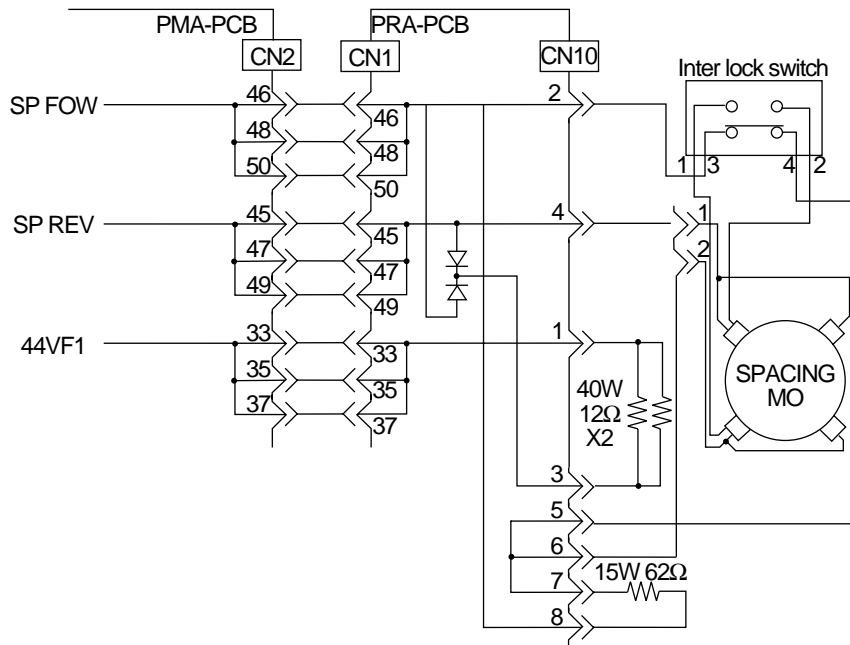 PMA-PCB PRA-PCB
CN2 CN1 CN10
Inter lock switch
SP FOW 46 46 2
48 48
50 50
1 3 4 2
SP REV 45 45 4 1
47 47 2
49 49
44VF1 33 33 1
35 35
37 37
40W
12Ω
X2
SPACING
MO
3
5
6
7 15W 62Ω
8